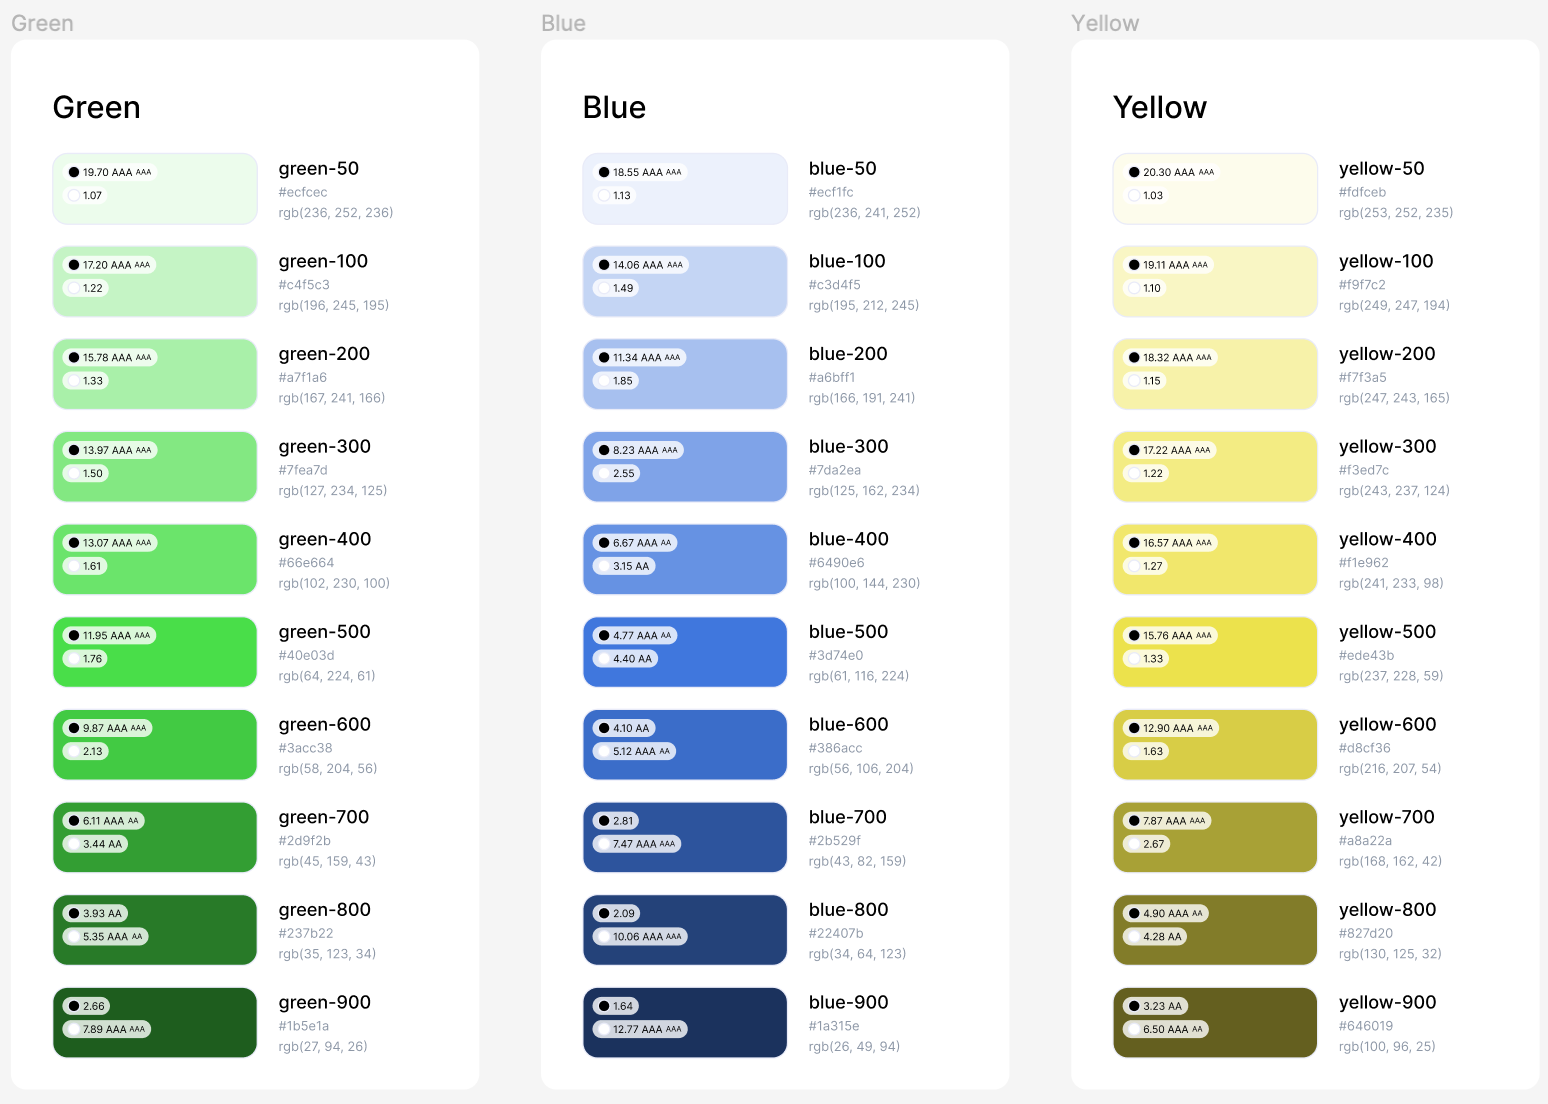 Green
Green
19.70 AAA AAA
1.07
green-50
#ecfcec
rgb(236, 252, 236)
17.20 AAA AAA
1.22
green-100
#c4f5c3
rgb(196, 245, 195)
15.78 AAA AAA
1.33
green-200
#a7f1a6
rgb(167, 241, 166)
13.97 AAA AAA
1.50
green-300
#7fea7d
rgb(127, 234, 125)
13.07 AAA AAA
1.61
green-400
#66e664
rgb(102, 230, 100)
11.95 AAA AAA
1.76
green-500
#40e03d
rgb(64, 224, 61)
9.87 AAA AAA
2.13
green-600
#3acc38
rgb(58, 204, 56)
6.11 AAA AA
3.44 AA
green-700
#2d9f2b
rgb(45, 159, 43)
3.93 AA
5.35 AAA AA
green-800
#237b22
rgb(35, 123, 34)
2.66
7.89 AAA AAA
green-900
#1b5e1a
rgb(27, 94, 26)
Blue
Blue
18.55 AAA AAA
1.13
blue-50
#ecf1fc
rgb(236, 241, 252)
14.06 AAA AAA
1.49
blue-100
#c3d4f5
rgb(195, 212, 245)
11.34 AAA AAA
1.85
blue-200
#a6bff1
rgb(166, 191, 241)
8.23 AAA AAA
2.55
blue-300
#7da2ea
rgb(125, 162, 234)
6.67 AAA AA
3.15 AA
blue-400
#6490e6
rgb(100, 144, 230)
4.77 AAA AA
4.40 AA
blue-500
#3d74e0
rgb(61, 116, 224)
4.10 AA
5.12 AAA AA
blue-600
#386acc
rgb(56, 106, 204)
2.81
7.47 AAA AAA
blue-700
#2b529f
rgb(43, 82, 159)
2.09
10.06 AAA AAA
blue-800
#22407b
rgb(34, 64, 123)
1.64
12.77 AAA AAA
blue-900
#1a315e
rgb(26, 49, 94)
Yellow
Yellow
20.30 AAA AAA
1.03
yellow-50
#fdfceb
rgb(253, 252, 235)
19.11 AAA AAA
1.10
yellow-100
#f9f7c2
rgb(249, 247, 194)
18.32 AAA AAA
1.15
yellow-200
#f7f3a5
rgb(247, 243, 165)
17.22 AAA AAA
1.22
yellow-300
#f3ed7c
rgb(243, 237, 124)
16.57 AAA AAA
1.27
yellow-400
#f1e962
rgb(241, 233, 98)
15.76 AAA AAA
1.33
yellow-500
#ede43b
rgb(237, 228, 59)
12.90 AAA AAA
1.63
yellow-600
#d8cf36
rgb(216, 207, 54)
7.87 AAA AAA
2.67
yellow-700
#a8a22a
rgb(168, 162, 42)
4.90 AAA AA
4.28 AA
yellow-800
#827d20
rgb(130, 125, 32)
3.23 AA
6.50 AAA AA
yellow-900
#646019
rgb(100, 96, 25)